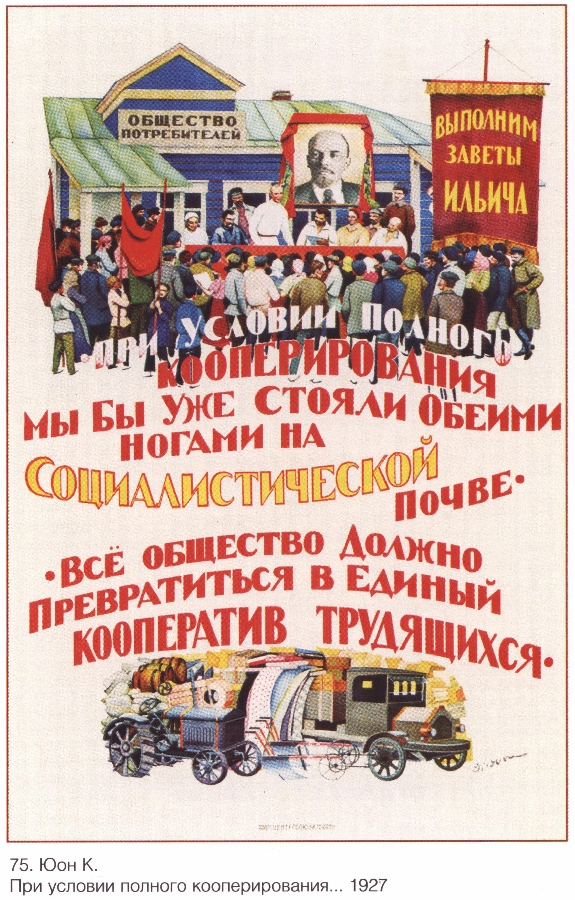 ОБЩЕСТВО
ПОТРЕБИТЕЛЕЙ
ВЫПОЛНИМ
ЗАВЕТЫ
ИЛЬИЧА
•ПРИ УСЛОВИИ ПОЛНОГО
КООПЕРИРОВАНИЯ
МЫ БЫ УЖЕ СТОЯЛИ ОБЕИМИ
НОГАМИ НА
СОЦИАЛИСТИЧЕСКОЙ
ПОЧВЕ•
•ВСЁ ОБЩЕСТВО ДОЛЖНО
ПРЕВРАТИТЬСЯ В ЕДИНЫЙ
КООПЕРАТИВ ТРУДЯЩИХСЯ•
75. Юон К.
При условии полного кооперирования... 1927